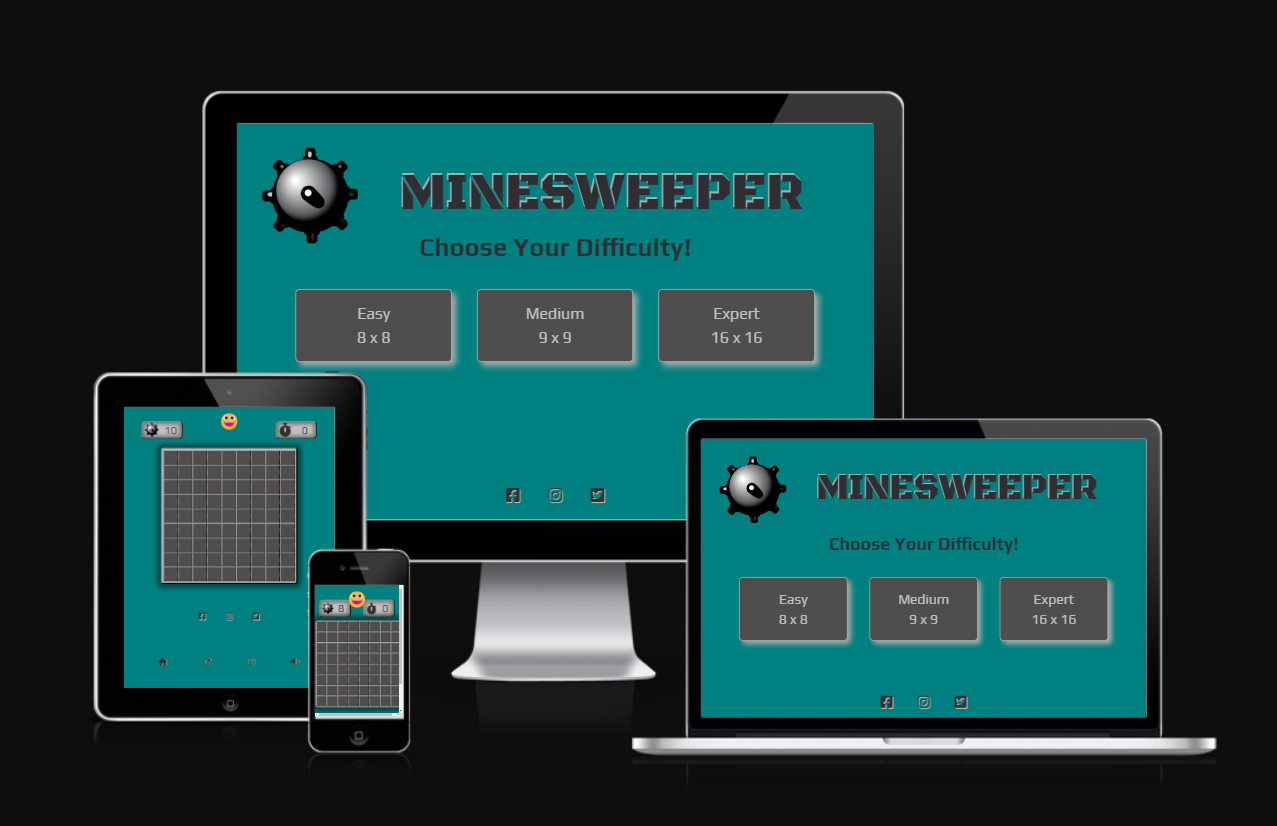 MINESWEEPER
Choose Your Difficulty!
Easy
8 x 8
Medium
9 x 9
Expert
16 x 16
10
0
8
0
MINESWEEPER
Choose Your Difficulty!
Easy
8 x 8
Medium
9 x 9
Expert
16 x 16